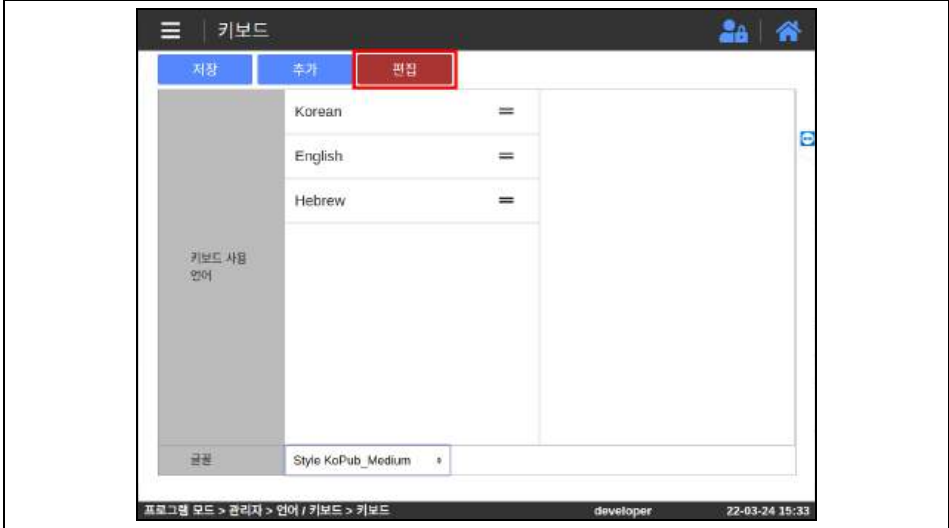 키보드
저장 추가 편집
Korean
English
Hebrew
키보드 사용
언어
글꼴 Style KoPub_Medium
프로그램 모드 > 관리자 > 언어 / 키보드 > 키보드 developer 22-03-24 15:33